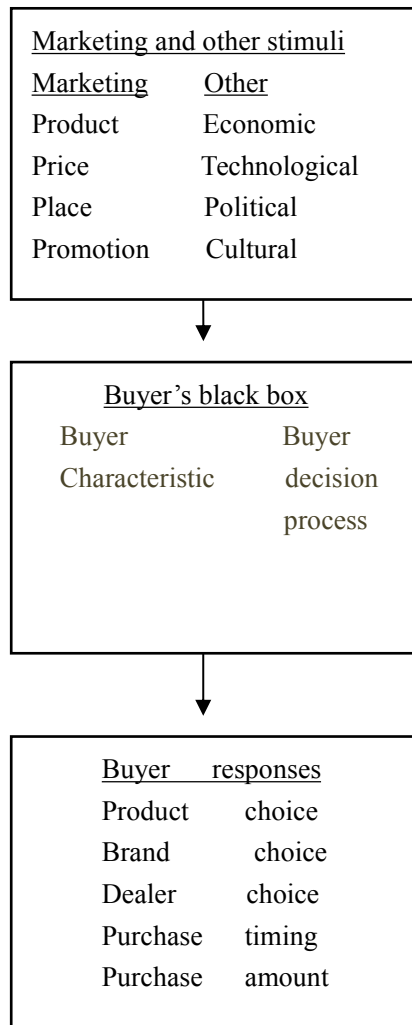 Marketing and other stimuli
Marketing Other
Product Economic
Price Technological
Place Political
Promotion Cultural
Buyer’s black box
Buyer Buyer
Characteristic decision
process
Buyer responses
Product choice
Brand choice
Dealer choice
Purchase timing
Purchase amount